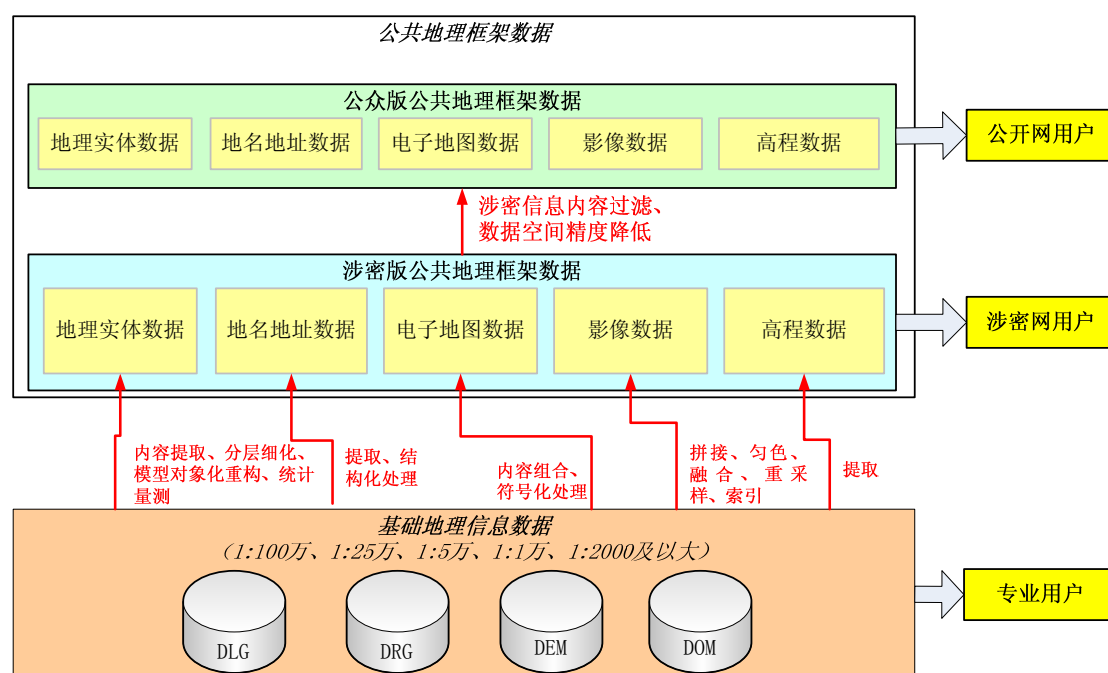 公共地理框架数据
公众版公共地理框架数据
地理实体数据
地名地址数据
电子地图数据
影像数据
高程数据
公开网用户
涉密信息内容过滤、
数据空间精度降低
涉密版公共地理框架数据
地理实体数据
地名地址数据
电子地图数据
影像数据
高程数据
涉密网用户
内容提取、分层细化、
模型对象化重构、统计
量测
提取、结
构化处理
内容组合、
符号化处理
拼接、匀色、
融合、重采
样、索引
提取
基础地理信息数据
（1:100万、1:25万、1:5万、1:1万、1:2000及以大）
DLG
DRG
DEM
DOM
专业用户